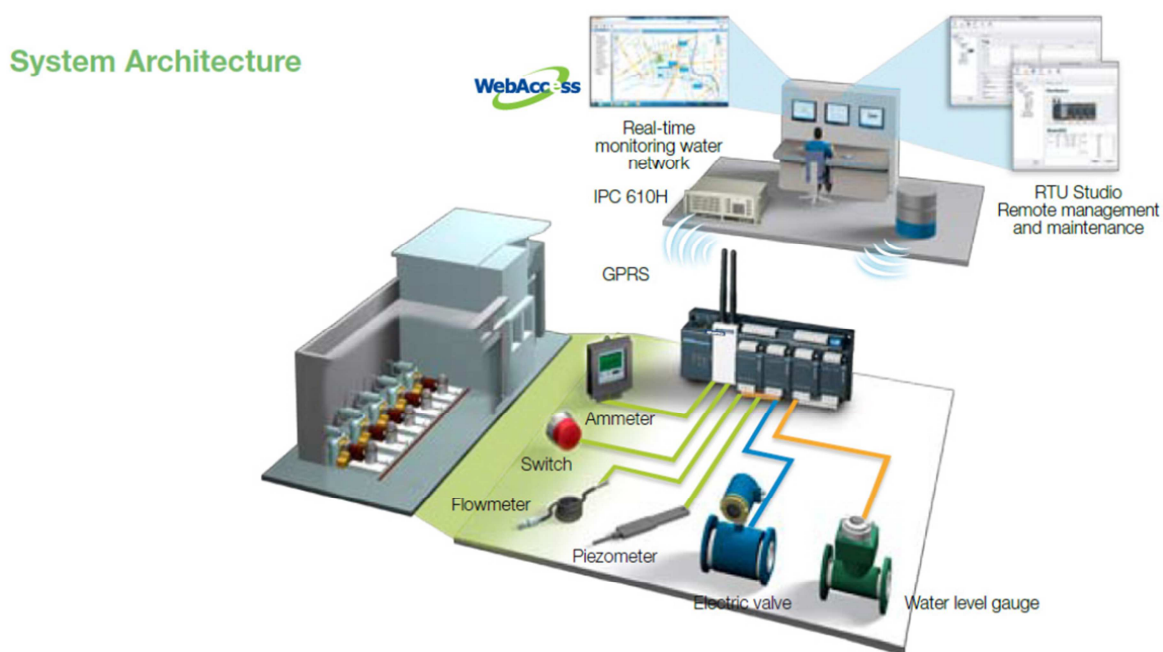 System Architecture
WebAccess
Real-time
monitoring water
network
IPC 610H
RTU Studio
Remote management
and maintenance
GPRS
Ammeter
Switch
Flowmeter
Piezometer
Electric valve
Water level gauge